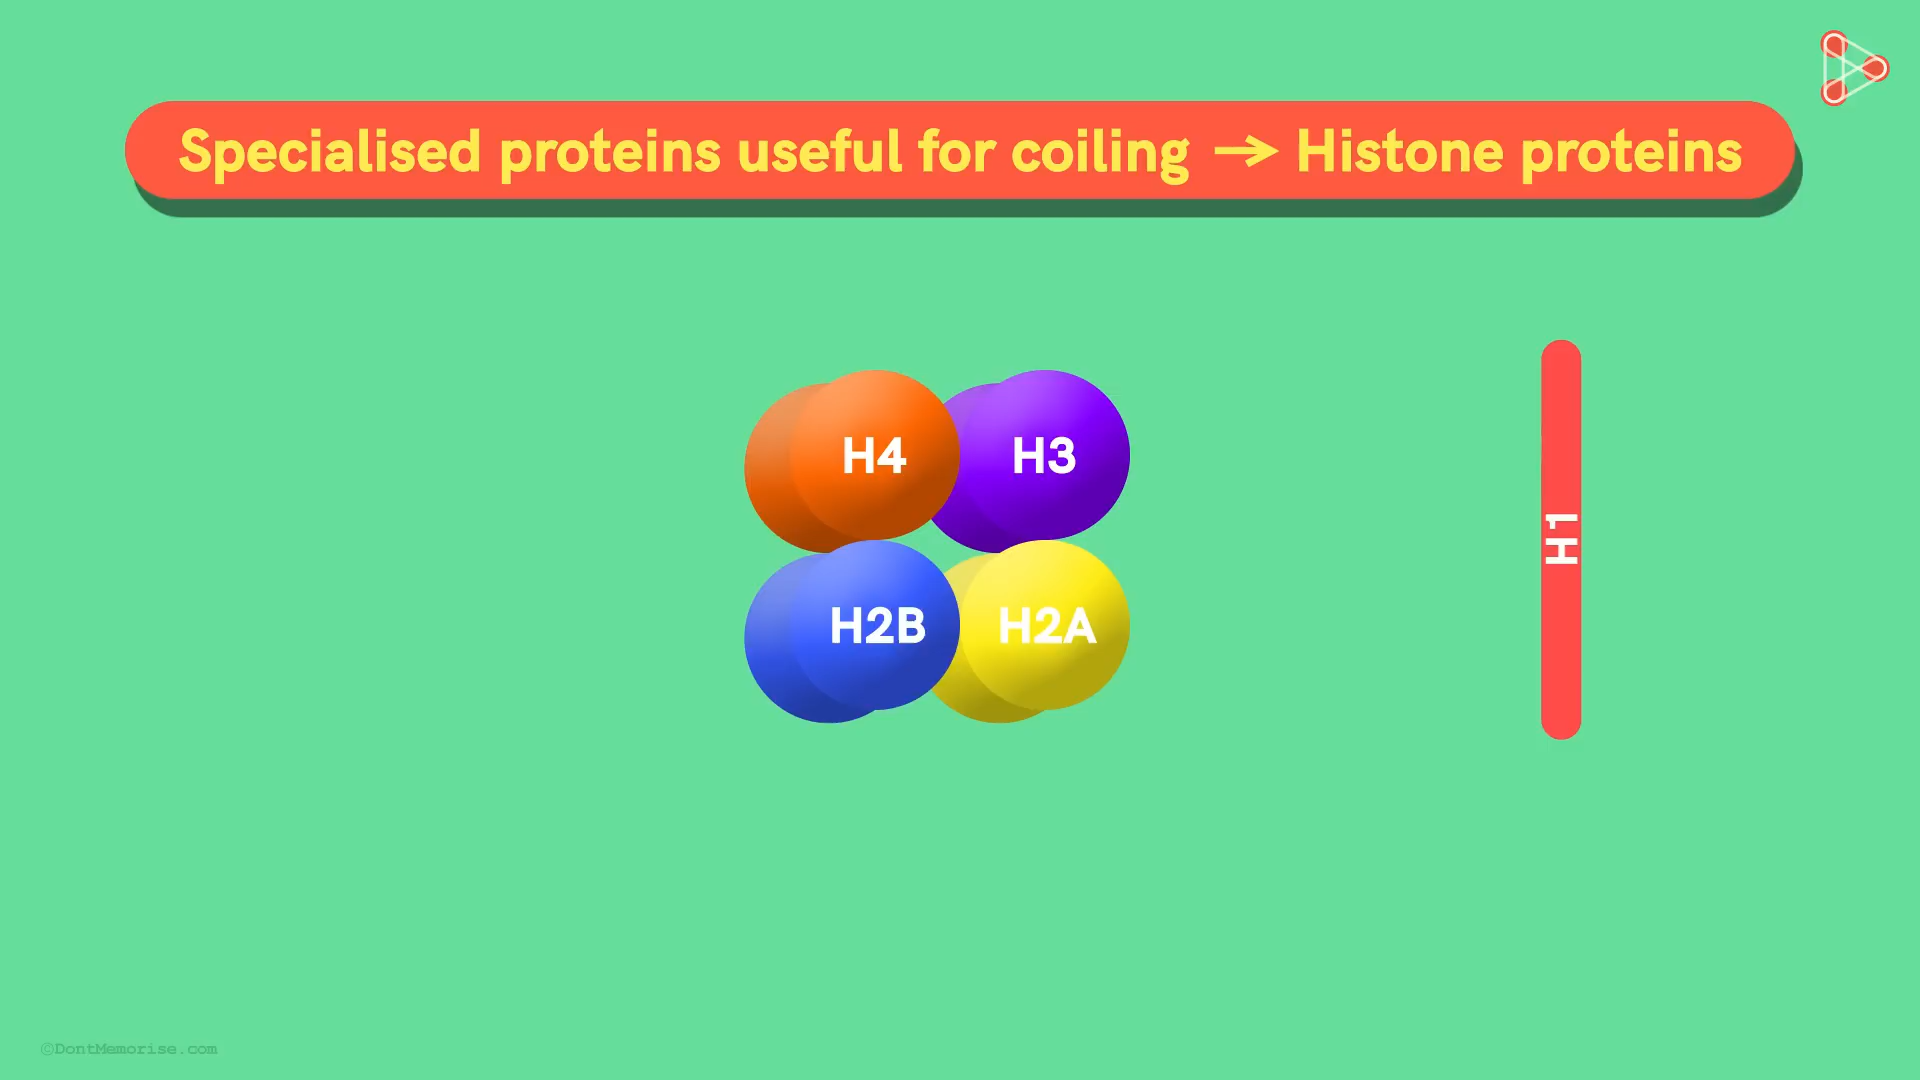 Specialised proteins useful for coiling → Histone proteins
H4
H3
H2B
H2A
H1
©DontMemorise.com